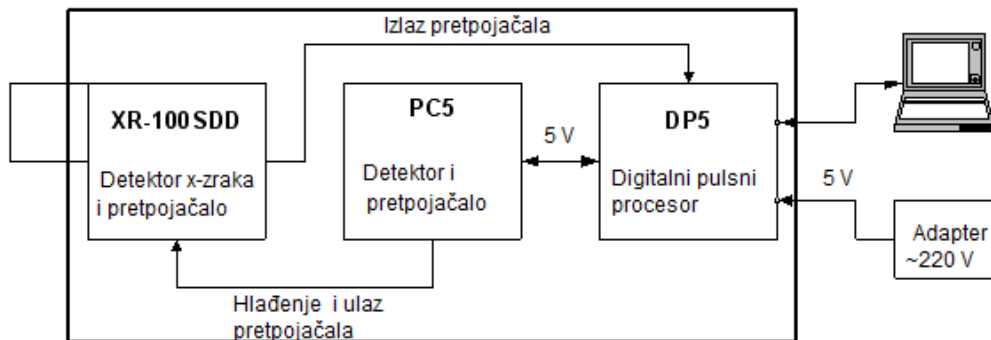 Izlaz pretpojačala
XR-100SDD
Detektor x-zraka
i pretpojačalo
PC5
Detektor i
pretpojačalo
5 V
DP5
Digitalni pulsni
procesor
5 V
Adapter
~220 V
Hlađenje i ulaz
pretpojačala